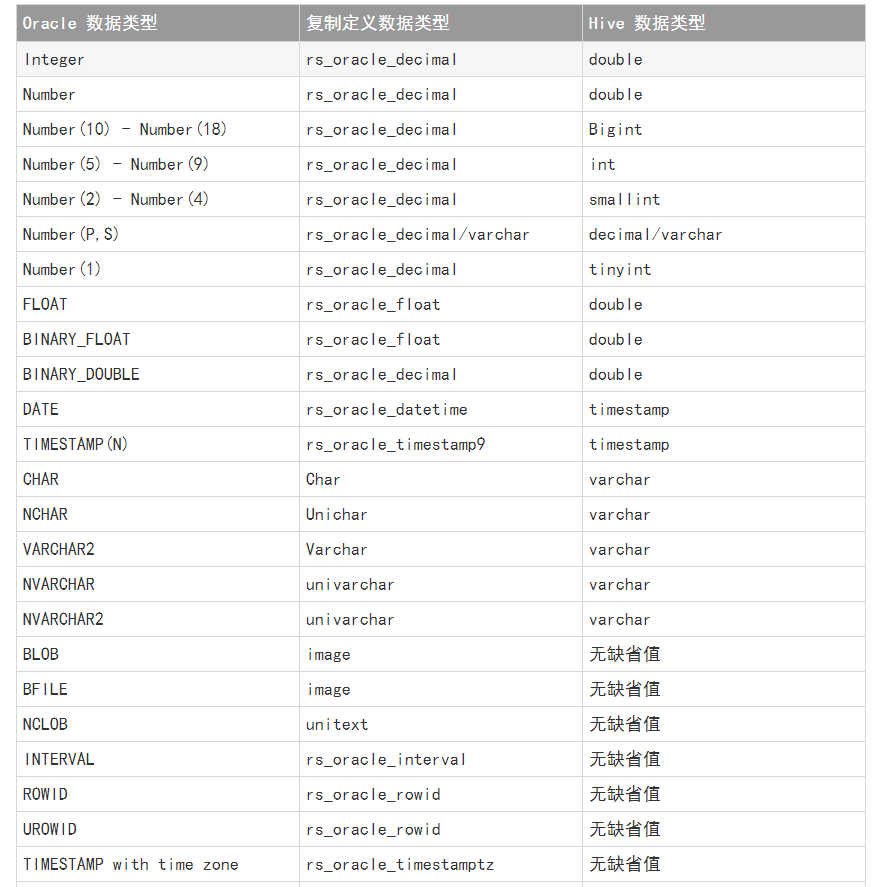 Oracle 数据类型 复制定义数据类型 Hive 数据类型
Integer rs_oracle_decimal double
Number rs_oracle_decimal double
Number(10) - Number(18) rs_oracle_decimal Bigint
Number(5) - Number(9) rs_oracle_decimal int
Number(2) - Number(4) rs_oracle_decimal smallint
Number(P,S) rs_oracle_decimal/varchar decimal/varchar
Number(1) rs_oracle_decimal tinyint
FLOAT rs_oracle_float double
BINARY_FLOAT rs_oracle_float double
BINARY_DOUBLE rs_oracle_decimal double
DATE rs_oracle_datetime timestamp
TIMESTAMP(N) rs_oracle_timestamp9 timestamp
CHAR Char varchar
NCHAR Unichar varchar
VARCHAR2 Varchar varchar
NVARCHAR univarchar varchar
NVARCHAR2 univarchar varchar
BLOB image 无缺省值
BFILE image 无缺省值
NCLOB unitext 无缺省值
INTERVAL rs_oracle_interval 无缺省值
ROWID rs_oracle_rowid 无缺省值
UROWID rs_oracle_rowid 无缺省值
TIMESTAMP with time zone rs_oracle_timestamptz 无缺省值